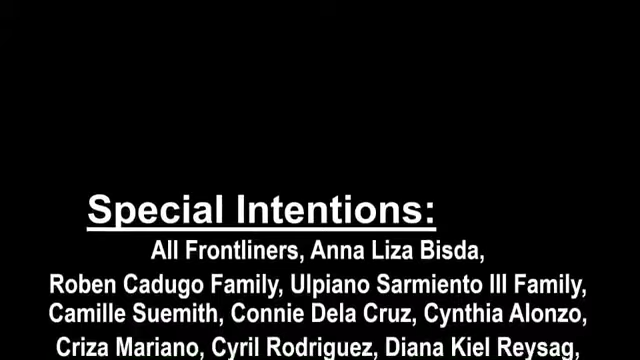 Special Intentions:
All Frontliners, Anna Liza Bisda,
Roben Cadugo Family, Ulpiano Sarmiento III Family,
Camille Suemith, Connie Dela Cruz, Cynthia Alonzo,
Criza Mariano, Cyril Rodriguez, Diana Kiel Reysag,